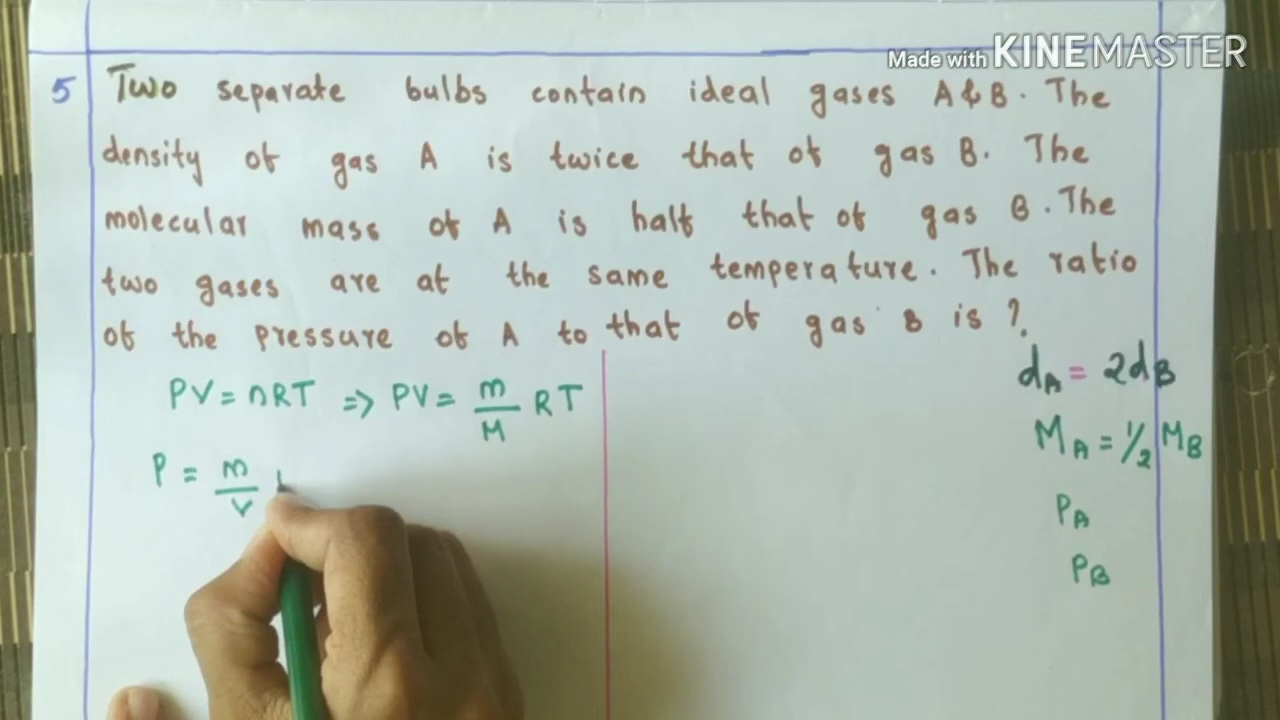 Made with KINEMASTER
5 Two separate bulbs contain ideal gases A & B. The
density of gas A is twice that of gas B. The
molecular mass of A is half that of gas B. The
two gases are at the same temperature. The ratio
of the pressure of A to that of gas B is ?
dA = 2dB
PV = nRT => PV = m/M RT
MA = 1/2 MB
P = m/V
PA
PB